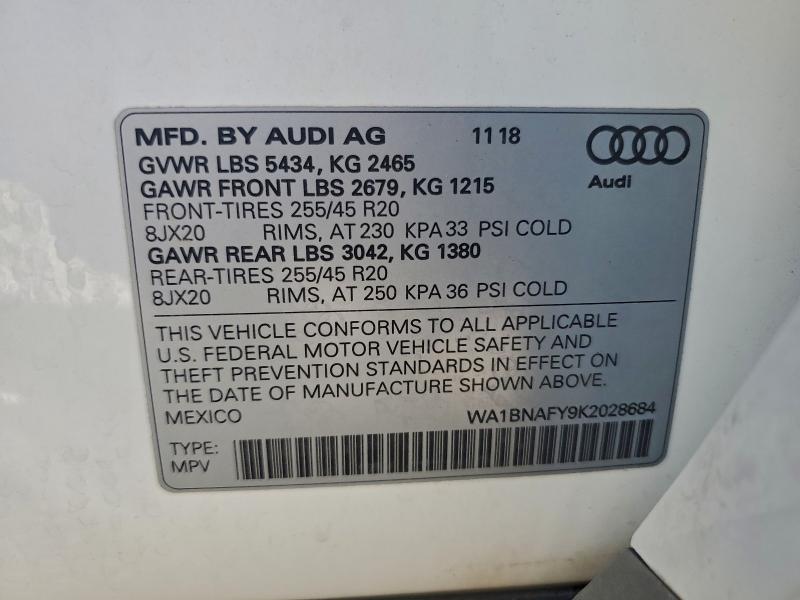 MFD. BY AUDI AG 11 18
GVWR LBS 5434, KG 2465
GAWR FRONT LBS 2679, KG 1215
Audi
FRONT-TIRES 255/45 R20
8JX20 RIMS, AT 230 KPA 33 PSI COLD
GAWR REAR LBS 3042, KG 1380
REAR-TIRES 255/45 R20
8JX20 RIMS, AT 250 KPA 36 PSI COLD
THIS VEHICLE CONFORMS TO ALL APPLICABLE
U.S. FEDERAL MOTOR VEHICLE SAFETY AND
THEFT PREVENTION STANDARDS IN EFFECT ON
THE DATE OF MANUFACTURE SHOWN ABOVE.
MEXICO WA1BNAFY9K2028684
TYPE:
MPV